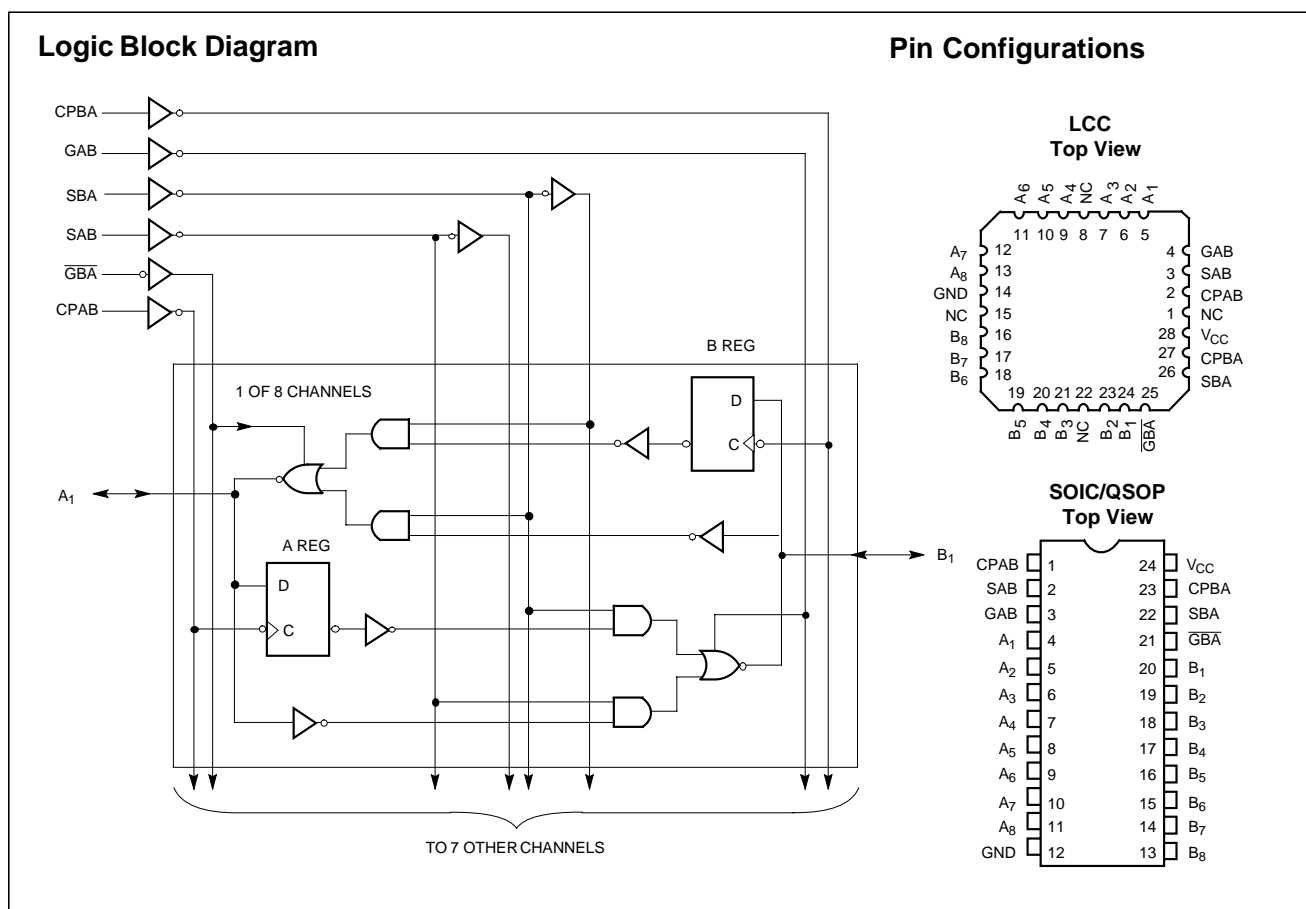 Logic Block Diagram
CPBA
GAB
SBA
SAB
GBA
CPAB
B REG
1 OF 8 CHANNELS
D
C
A1
A REG
D
C
B1
TO 7 OTHER CHANNELS
Pin Configurations
LCC
Top View
A6 A5 A4 NC A3 A2 A1
11 10 9 8 7 6 5
A7 12
A8 13
GND 14
NC 15
B8 16
B7 17
B6 18
4 GAB
3 SAB
2 CPAB
1 NC
28 VCC
27 CPBA
26 SBA
19 20 21 22 23 24 25
B5 B4 B3 NC B2 B1 GBA
SOIC/QSOP
Top View
CPAB 1 24 VCC
SAB 2 23 CPBA
GAB 3 22 SBA
A1 4 21 GBA
A2 5 20 B1
A3 6 19 B2
A4 7 18 B3
A5 8 17 B4
A6 9 16 B5
A7 10 15 B6
A8 11 14 B7
GND 12 13 B8